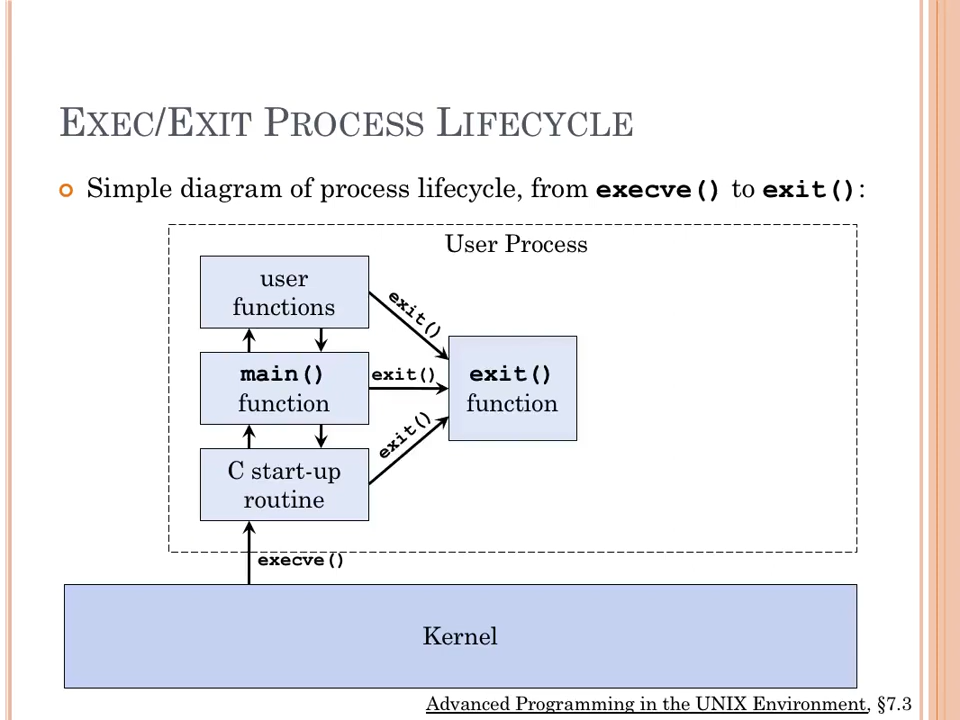 EXEC/EXIT PROCESS LIFECYCLE
Simple diagram of process lifecycle, from execve() to exit():
User Process
user
functions
exit()
main()
function
exit()
exit()
function
exit()
C start-up
routine
execve()
Kernel
Advanced Programming in the UNIX Environment, §7.3